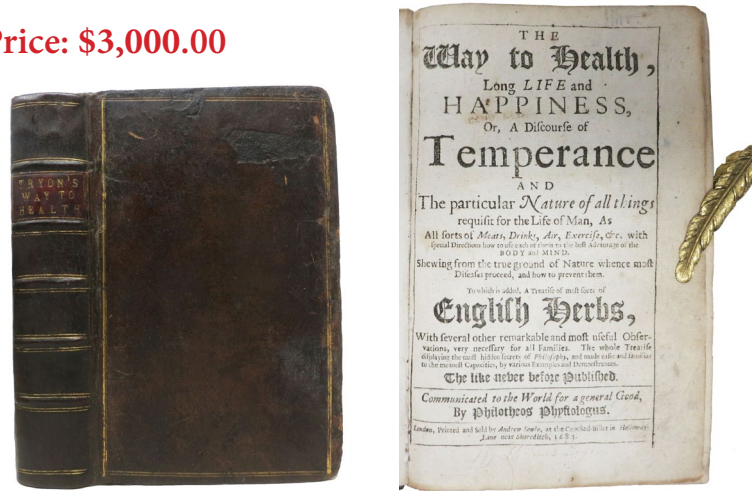 Price: $3,000.00
TRYON'S
WAY TO
HEALTH
THE
Way to Health,
Long LIFE and
HAPPINESS,
Or, A Diſcourſe of
Temperance
AND
The particular Nature of all things
requiſit for the Life of Man, As
All ſorts of Meats, Drinks, Air, Exerciſe, &c. with
ſpecial Directions how to uſe each of them to the beſt Advantage of the
BODY and MIND.
Shewing from the true ground of Nature whence moſt
Diſeaſes proceed, and how to prevent them.
To which is added, A Treatiſe of moſt ſorts of
Engliſh Herbs,
With ſeveral other remarkable and moſt uſeful Obſer-
vations, very neceſſary for all Families. The whole Treatiſe
diſplaying the moſt hidden ſecrets of Philoſophy, and made eaſie and familiar
to the meaneſt Capacities, by various Examples and Demonſtrances.
The like never before Publiſhed.
Communicated to the World for a general Good,
By Philotheos Phyſiologus.
London, Printed and Sold by Andrew Sowle, at the Crooked-Billet in Holloway-
Lane near Shoreditch, 1683.